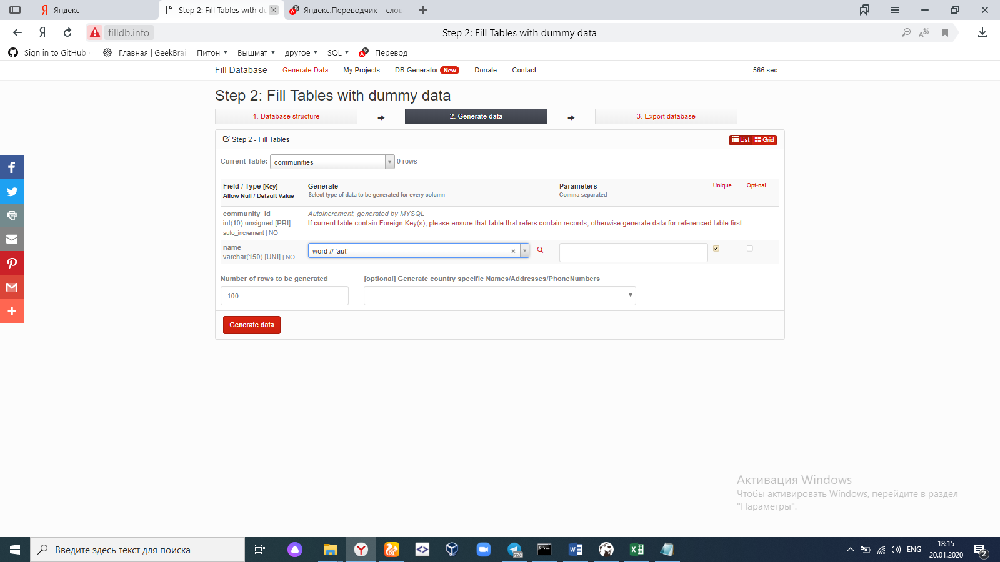 Яндекс
Step 2: Fill Tables with du
Яндекс.Переводчик – слов
filldb.info
Step 2: Fill Tables with dummy data
Sign in to GitHub
Главная | GeekBrai
Питон
Вышмат
другое
SQL
Перевод
Fill Database
Generate Data
My Projects
DB Generator New
Donate
Contact
566 sec
Step 2: Fill Tables with dummy data
1. Database structure
2. Generate data
3. Export database
Step 2 - Fill Tables
List
Grid
Current Table: communities 0 rows
Field / Type [Key]
Allow Null / Default Value
Generate
Select type of data to be generated for every column
Parameters
Comma separated
Unique
Opt-nal
community_id
int(10) unsigned [PRI]
auto_increment | NO
Autoincrement, generated by MYSQL
If current table contain Foreign Key(s), please ensure that table that refers contain records, otherwise generate data for referenced table first.
name
varchar(150) [UNI] | NO
word // 'aut'
Number of rows to be generated
100
[optional] Generate country specific Names/Addresses/PhoneNumbers
Generate data
Активация Windows
Чтобы активировать Windows, перейдите в раздел
"Параметры".
Введите здесь текст для поиска
570
ENG
18:15
20.01.2020
2